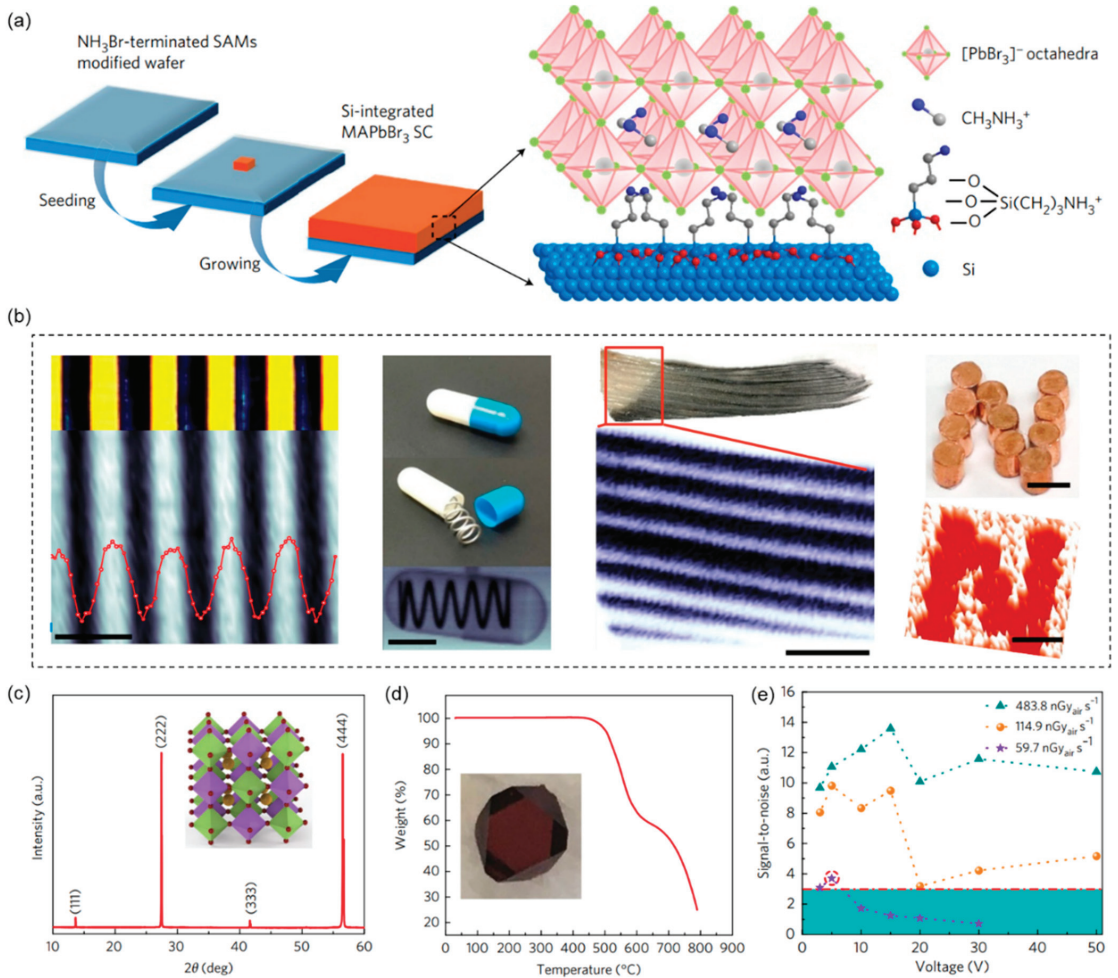 (a)
NH₃Br-terminated SAMs
modified wafer
Si-integrated
MAPbBr₃ SC
Seeding
Growing
[PbBr₃]⁻ octahedra
CH₃NH₃⁺
O
O
Si(CH₂)₃NH₃⁺
O
Si
(b)
(c)
Intensity (a.u.)
(111)
(222)
(333)
(444)
10 20 30 40 50 60
2θ (deg)
(d)
Weight (%)
100
90
80
70
60
50
40
30
20
0 100 200 300 400 500 600 700 800 900
Temperature (°C)
(e)
Signal-to-noise (a.u.)
16
14
12
10
8
6
4
2
0
483.8 nGy_air s⁻¹
114.9 nGy_air s⁻¹
59.7 nGy_air s⁻¹
0 10 20 30 40 50
Voltage (V)